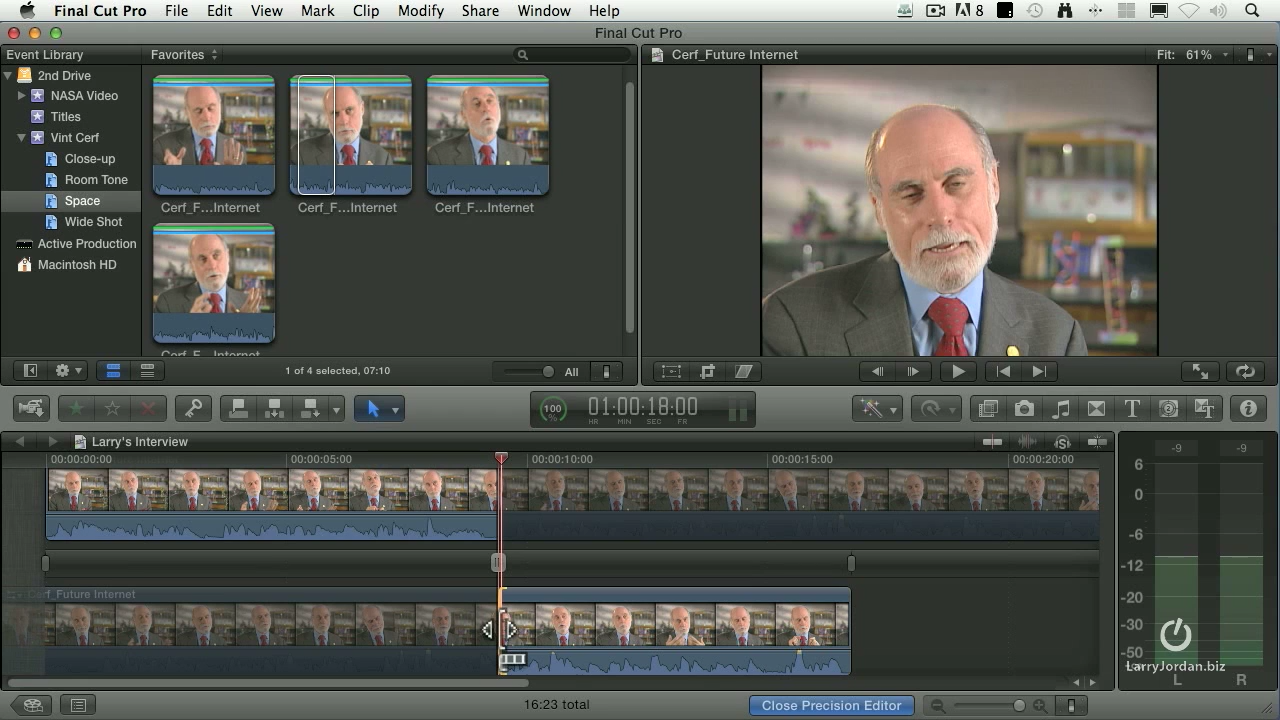 Final Cut Pro File Edit View Mark Clip Modify Share Window Help 8
Final Cut Pro
Event Library Favorites Cerf_Future Internet Fit: 61%
2nd Drive
NASA Video
Titles
Vint Cerf
Close-up
Room Tone
Space
Wide Shot
Active Production
Macintosh HD
Cerf_F...Internet Cerf_F...Internet Cerf_F...Internet
Cerf_F...Internet
1 of 4 selected, 07:10 All
100 % 01:00:18:00
HR MIN SEC FR
Larry's Interview
00:00:00:00 00:00:05:00 00:00:10:00 00:00:15:00 00:00:20:00
Cerf_Future Internet
-9 -9
6
0
-6
-12
-20
-30
-50
L R
LarryJordan.biz
16:23 total Close Precision Editor